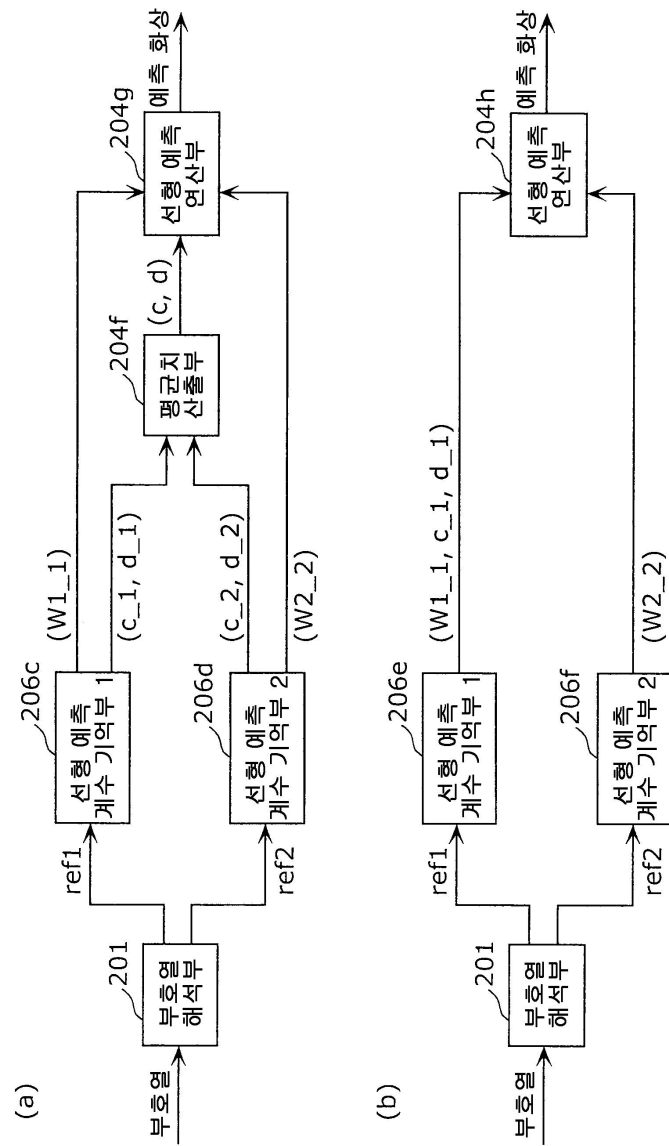 (a)
부호열
201
부호열
해석부
ref1
ref2
206c
선형 예측
계수 기억부 1
206d
선형 예측
계수 기억부 2
(W1_1)
(c_1, d_1)
(c_2, d_2)
(W2_2)
204f
평균치
산출부
(c, d)
204g
선형 예측
연산부
예측 화상
(b)
부호열
201
부호열
해석부
ref1
ref2
206e
선형 예측
계수 기억부 1
206f
선형 예측
계수 기억부 2
(W1_1, c_1, d_1)
(W2_2)
204h
선형 예측
연산부
예측 화상